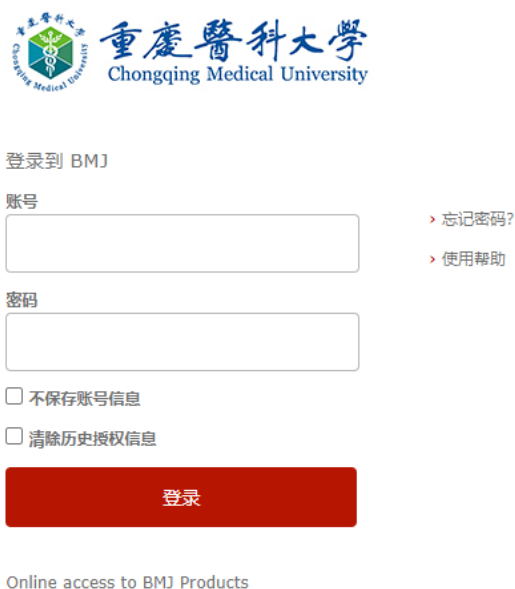 重慶醫科大學
Chongqing Medical University
登录到 BMJ
账号
忘记密码?
使用帮助
密码
不保存账号信息
清除历史授权信息
登录
Online access to BMJ Products